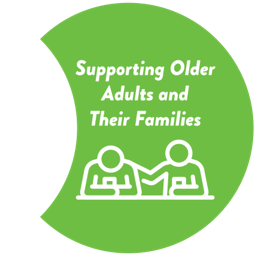 Supporting Older
Adults and
Their Families